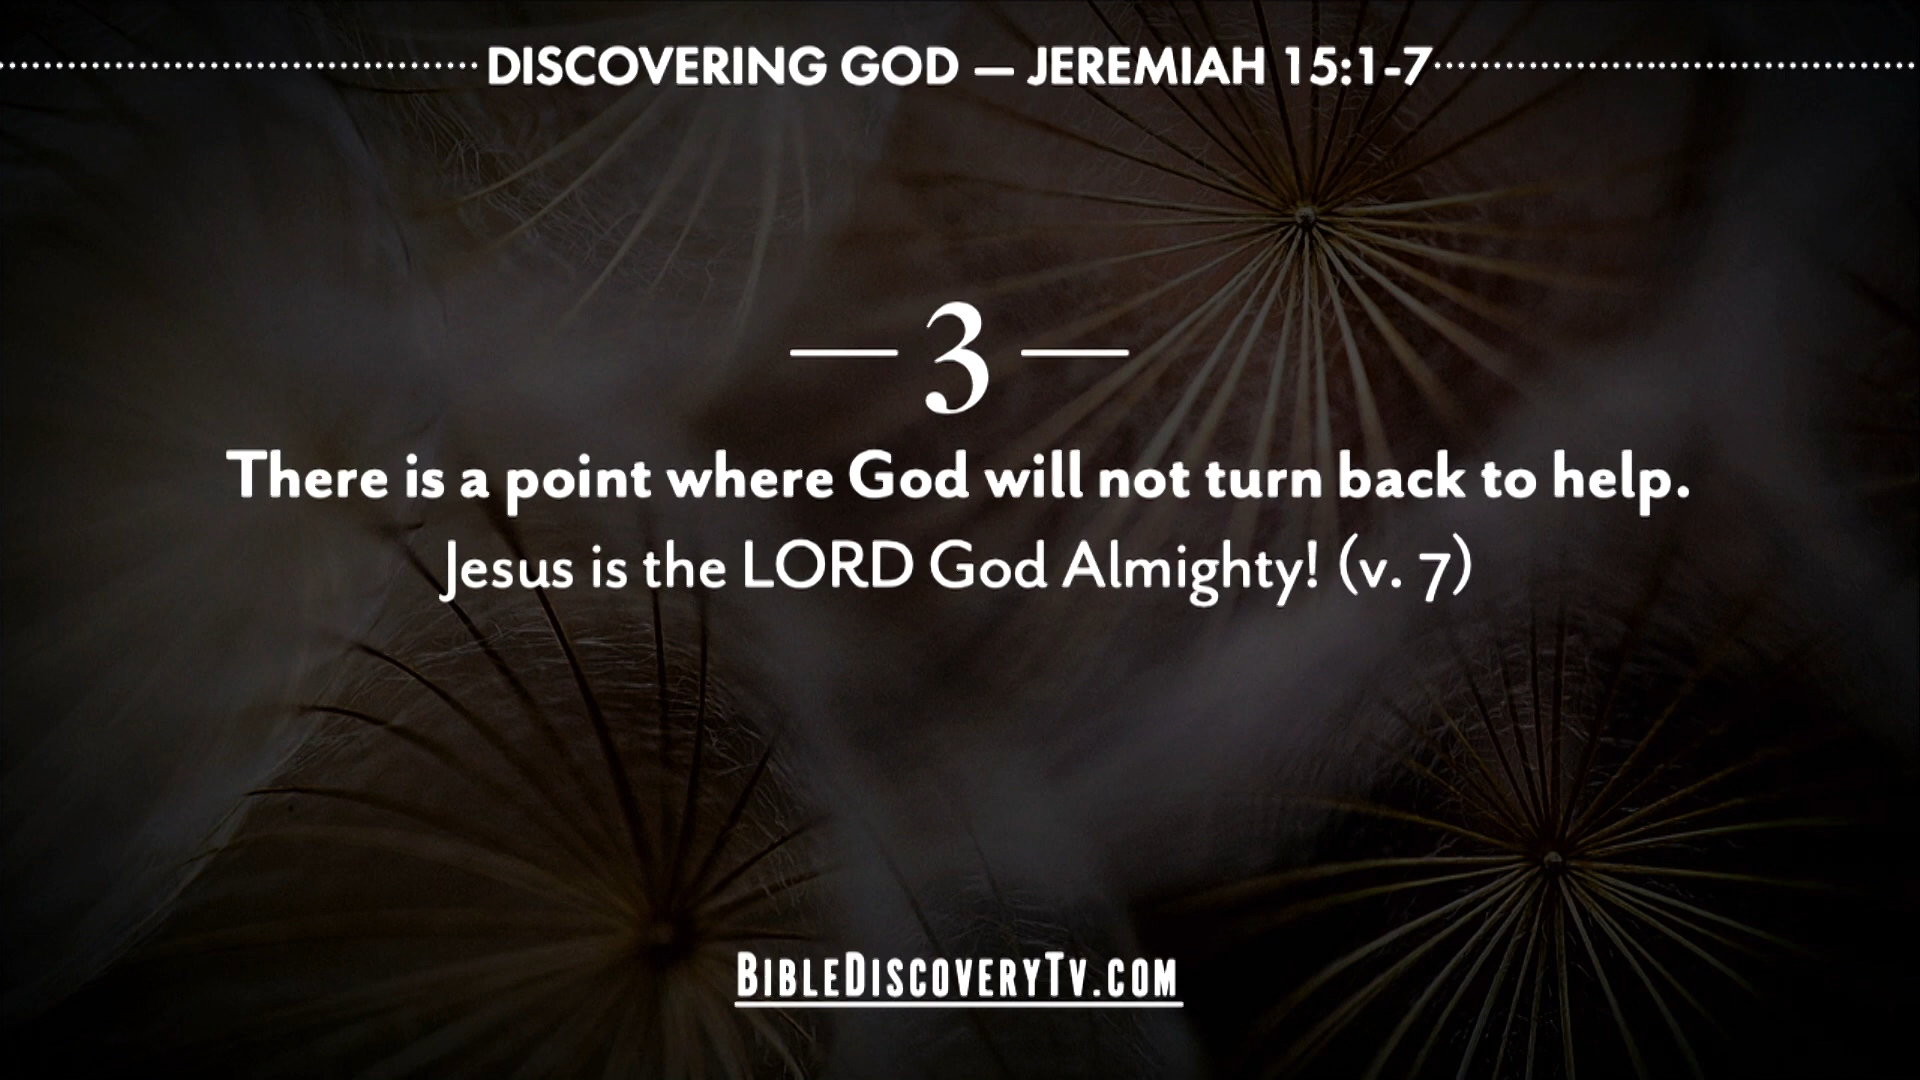 DISCOVERING GOD — JEREMIAH 15:1-7
— 3 —
There is a point where God will not turn back to help.
Jesus is the LORD God Almighty! (v. 7)
BIBLEDISCOVERYTV.COM